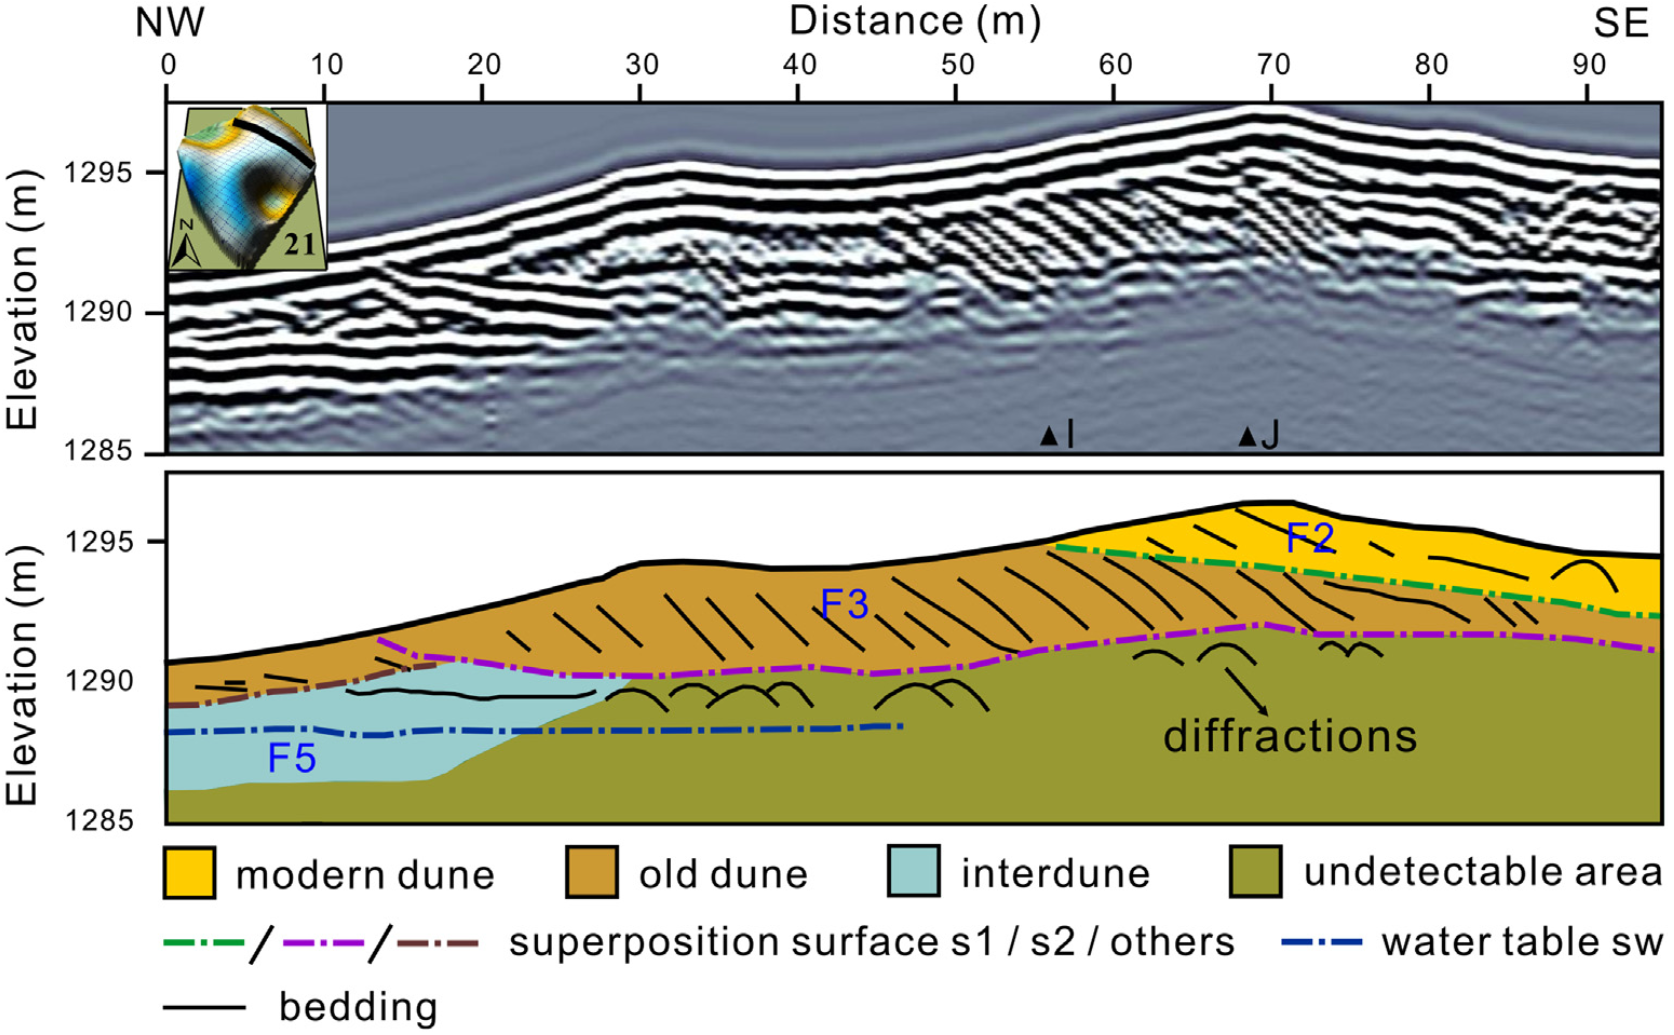 NW Distance (m) SE
0 10 20 30 40 50 60 70 80 90
Elevation (m)
1295
1290
1285
N
21
I
J
Elevation (m)
1295
1290
1285
F2
F3
F5
diffractions
modern dune old dune interdune undetectable area
superposition surface s1 / s2 / others water table sw
bedding